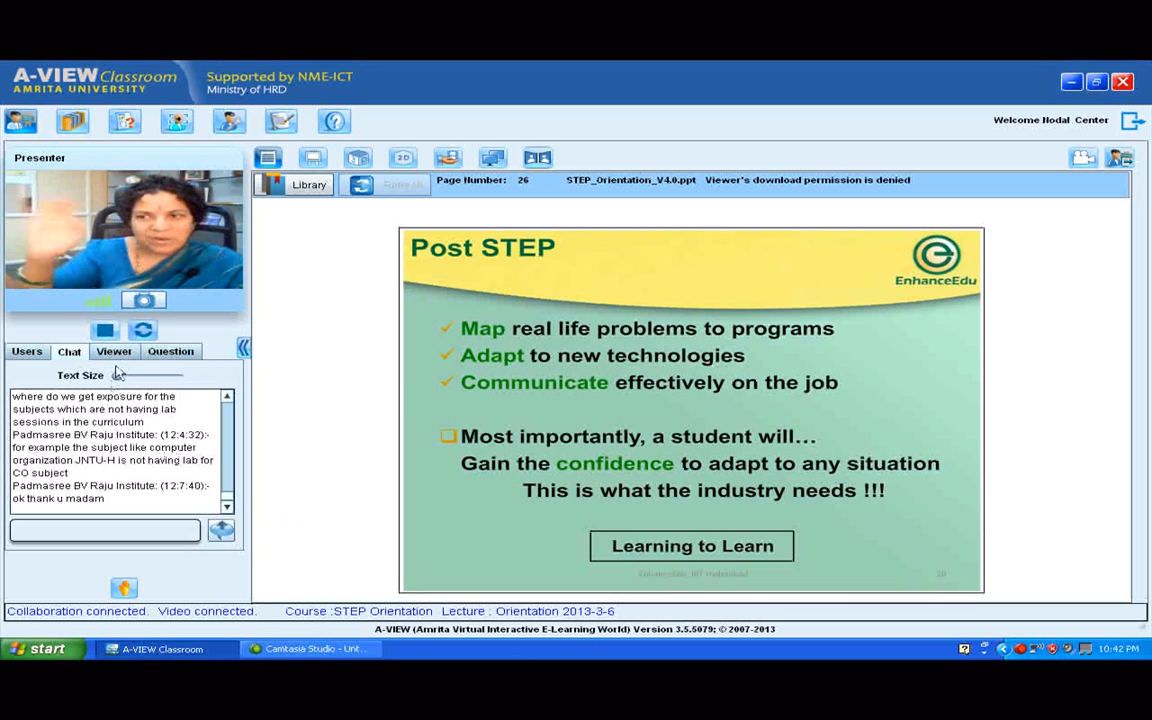 A-VIEW Classroom
AMRITA UNIVERSITY
Supported by NME-ICT
Ministry of HRD
Welcome Nodal Center
Presenter
2D
Library
Refresh
Page Number: 26 STEP_Orientation_V4.0.ppt Viewer's download permission is denied
Post STEP
EnhanceEdu
Map real life problems to programs
Adapt to new technologies
Communicate effectively on the job
Most importantly, a student will...
Gain the confidence to adapt to any situation
This is what the industry needs !!!
Learning to Learn
Users Chat Viewer Question
Text Size
where do we get exposure for the
subjects which are not having lab
sessions in the curriculum
Padmasree BV Raju Institute: (12:4:32):-
for example the subject like computer
organization JNTU-H is not having lab for
CO subject
Padmasree BV Raju Institute: (12:7:40):-
ok thank u madam
Collaboration connected. Video connected. Course :STEP Orientation Lecture : Orientation 2013-3-6
A-VIEW (Amrita Virtual Interactive E-Learning World) Version 3.5.5079; © 2007-2013
start
A-VIEW Classroom
Camtasia Studio - Unt...
10:42 PM